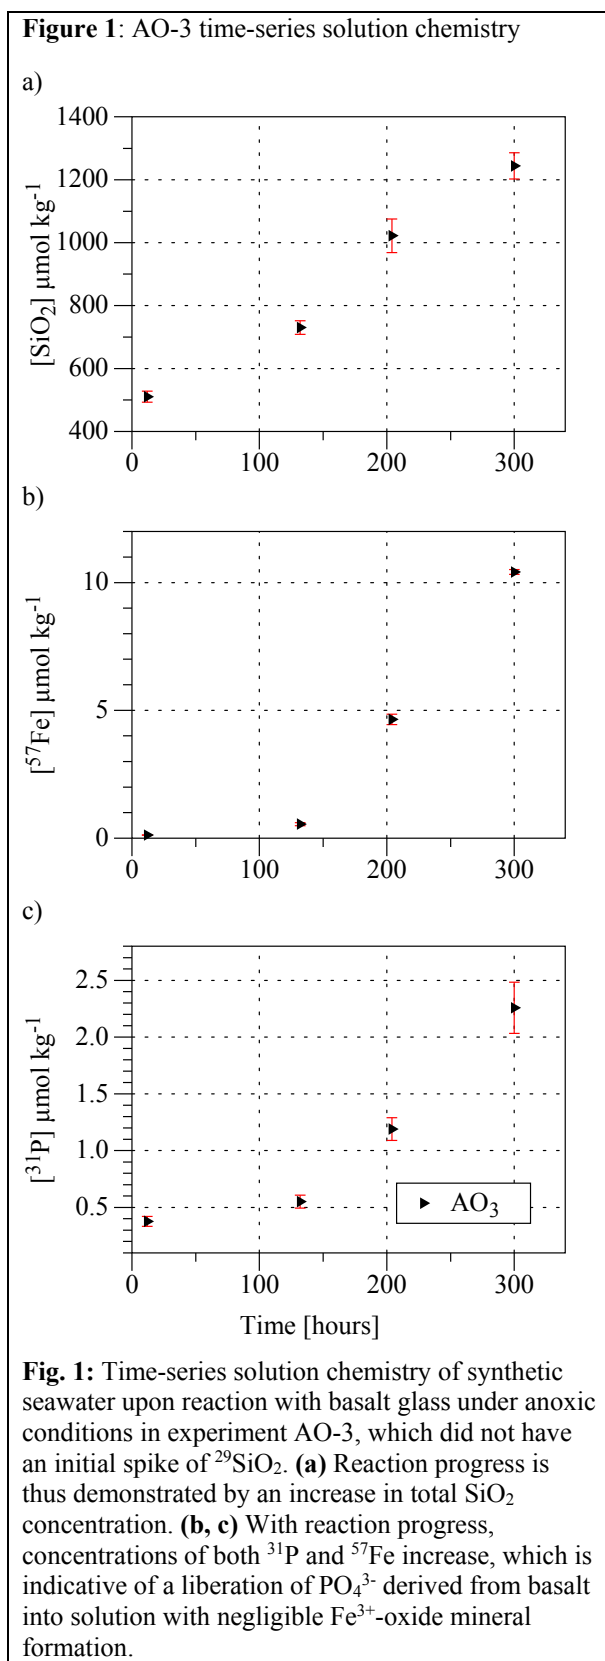 Figure 1: AO-3 time-series solution chemistry
a)
1400
1200
1000
800
600
400
[SiO₂] µmol kg⁻¹
0 100 200 300
b)
10
5
0
[⁵⁷Fe] µmol kg⁻¹
0 100 200 300
c)
2.5
2.0
1.5
1.0
0.5
[³¹P] µmol kg⁻¹
AO₃
0 100 200 300
Time [hours]
Fig. 1: Time-series solution chemistry of synthetic
seawater upon reaction with basalt glass under anoxic
conditions in experiment AO-3, which did not have
an initial spike of ²⁹SiO₂. (a) Reaction progress is
thus demonstrated by an increase in total SiO₂
concentration. (b, c) With reaction progress,
concentrations of both ³¹P and ⁵⁷Fe increase, which is
indicative of a liberation of PO₄³⁻ derived from basalt
into solution with negligible Fe³⁺-oxide mineral
formation.